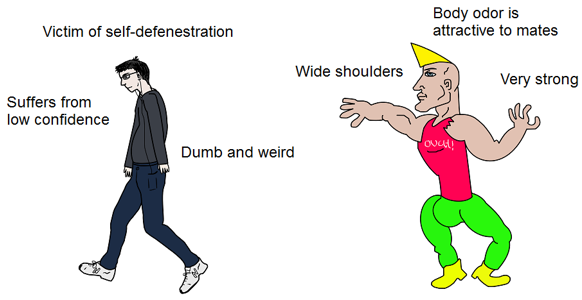 Victim of self-defenestration
Suffers from
low confidence
Dumb and weird
Body odor is
attractive to mates
Wide shoulders
Very strong